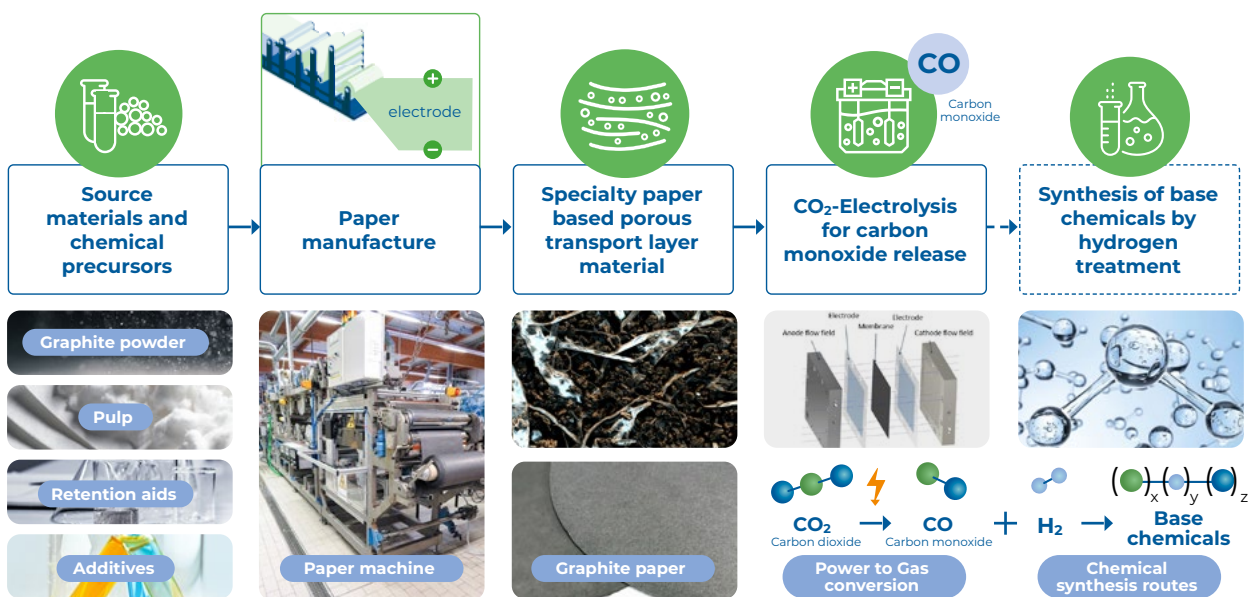 +
electrode
−
+ −
CO
Carbon
monoxide
Source
materials and
chemical
precursors
Paper
manufacture
Specialty paper
based porous
transport layer
material
CO₂-Electrolysis
for carbon
monoxide release
Synthesis of base
chemicals by
hydrogen
treatment
Graphite powder
Pulp
Retention aids
Additives
Paper machine
Graphite paper
Electrode
Electrode
Membrane
Anode flow field
Cathode flow field
( )x ( )y ( )z
CO₂
Carbon dioxide
CO
Carbon monoxide
+
H₂
Base
chemicals
Power to Gas
conversion
Chemical
synthesis routes